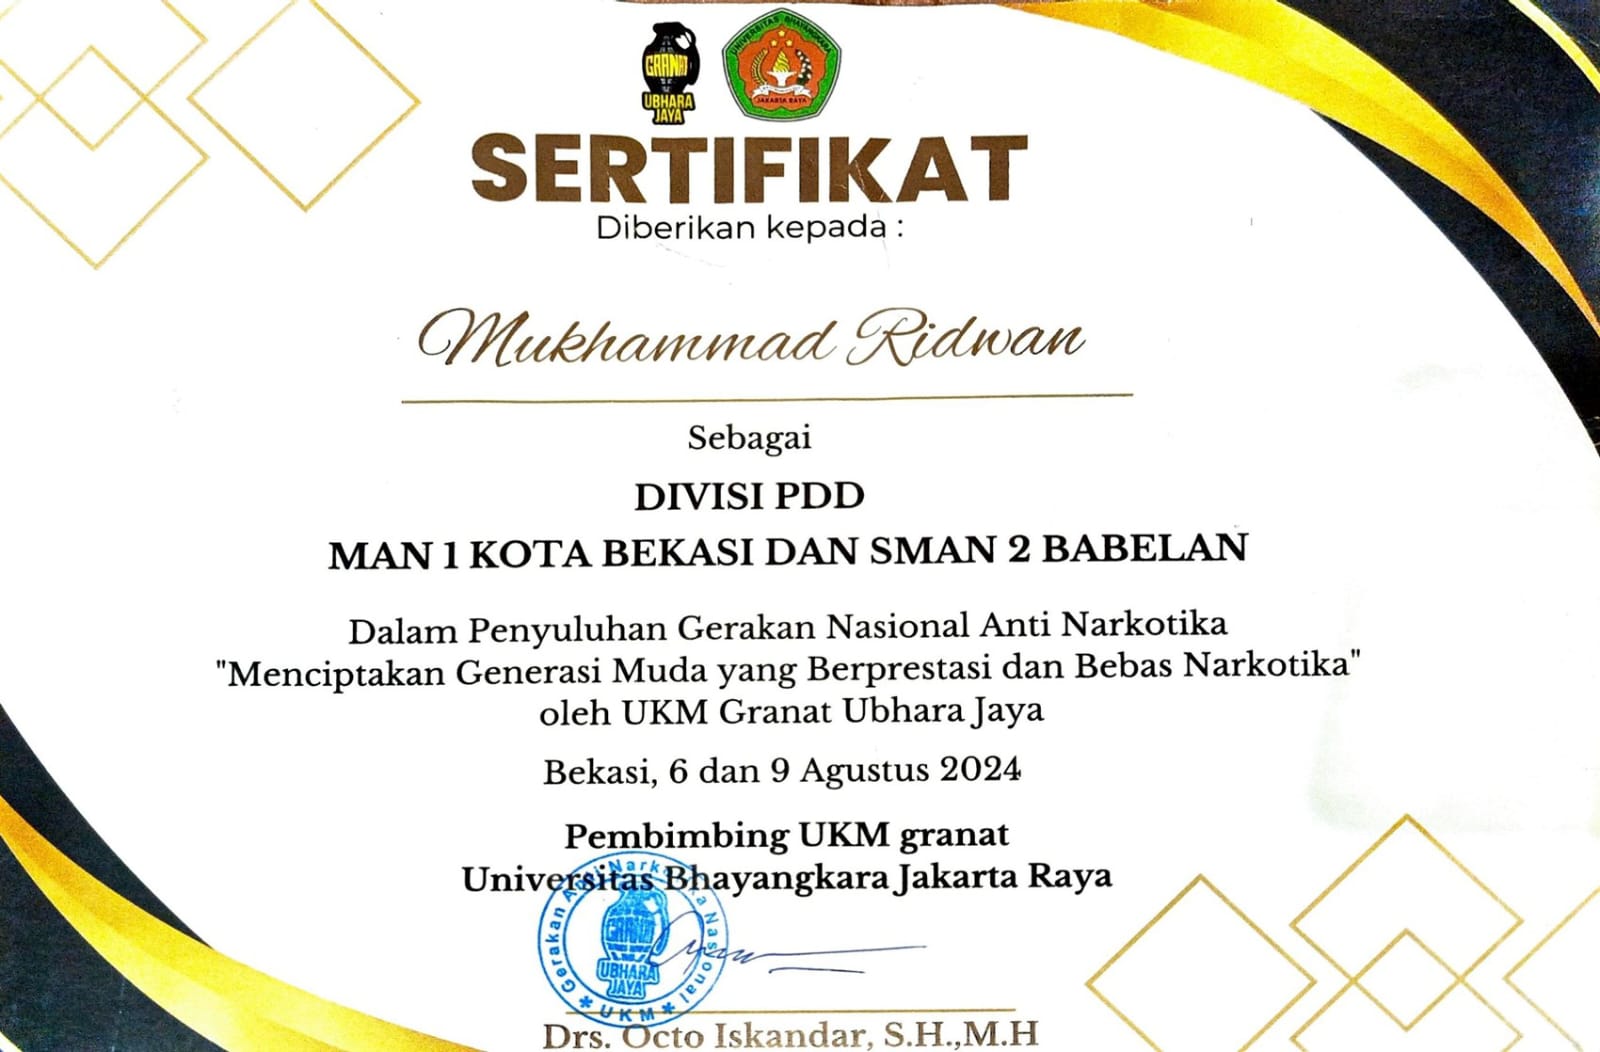 GRANAT
UBHARA
JAYA
UNIVERSITAS BHAYANGKARA
JAKARTA RAYA
SERTIFIKAT
Diberikan kepada :
Mukhammad Ridwan
Sebagai
DIVISI PDD
MAN 1 KOTA BEKASI DAN SMAN 2 BABELAN
Dalam Penyuluhan Gerakan Nasional Anti Narkotika
"Menciptakan Generasi Muda yang Berprestasi dan Bebas Narkotika"
oleh UKM Granat Ubhara Jaya
Bekasi, 6 dan 9 Agustus 2024
Pembimbing UKM granat
Universitas Bhayangkara Jakarta Raya
Gerakan Anti Narkotika Nasional
GRANAT
UBHARA
JAYA
* UKM *
Drs. Octo Iskandar, S.H.,M.H